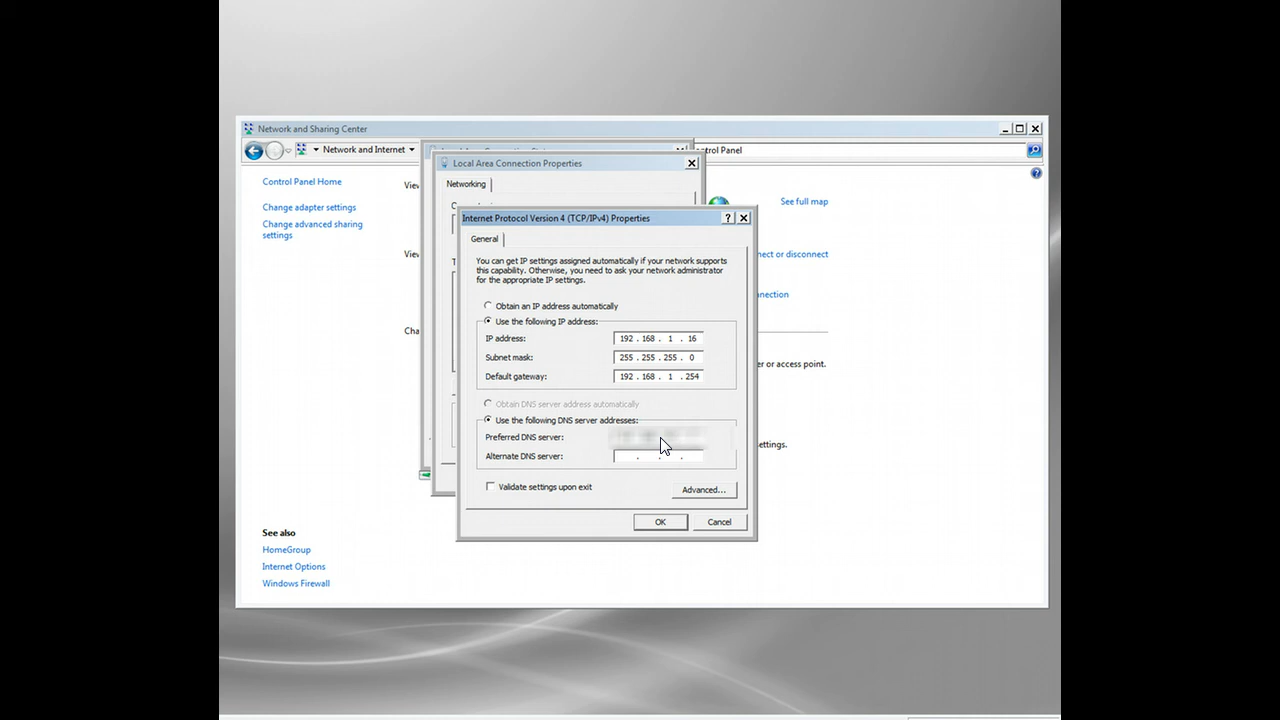 Network and Sharing Center
Network and Internet
ntrol Panel
Local Area Connection Properties
Control Panel Home
Networking
See full map
Change adapter settings
Change advanced sharing
settings
Internet Protocol Version 4 (TCP/IPv4) Properties
General
You can get IP settings assigned automatically if your network supports
this capability. Otherwise, you need to ask your network administrator
for the appropriate IP settings.
nect or disconnect
nnection
Obtain an IP address automatically
Use the following IP address:
IP address: 192 . 168 . 1 . 16
Subnet mask: 255 . 255 . 255 . 0
Default gateway: 192 . 168 . 1 . 254
er or access point.
Obtain DNS server address automatically
Use the following DNS server addresses:
Preferred DNS server:
Alternate DNS server: . . .
ettings.
Validate settings upon exit
Advanced...
OK Cancel
See also
HomeGroup
Internet Options
Windows Firewall